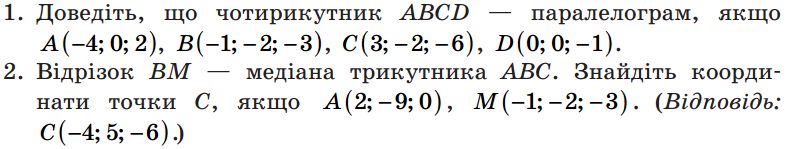 1. Доведіть, що чотирикутник ABCD — паралелограм, якщо
A(−4; 0; 2), B(−1; −2; −3), C(3; −2; −6), D(0; 0; −1).
2. Відрізок BM — медіана трикутника ABC. Знайдіть коорди-
нати точки C, якщо A(2; −9; 0), M(−1; −2; −3). (Відповідь:
C(−4; 5; −6).)